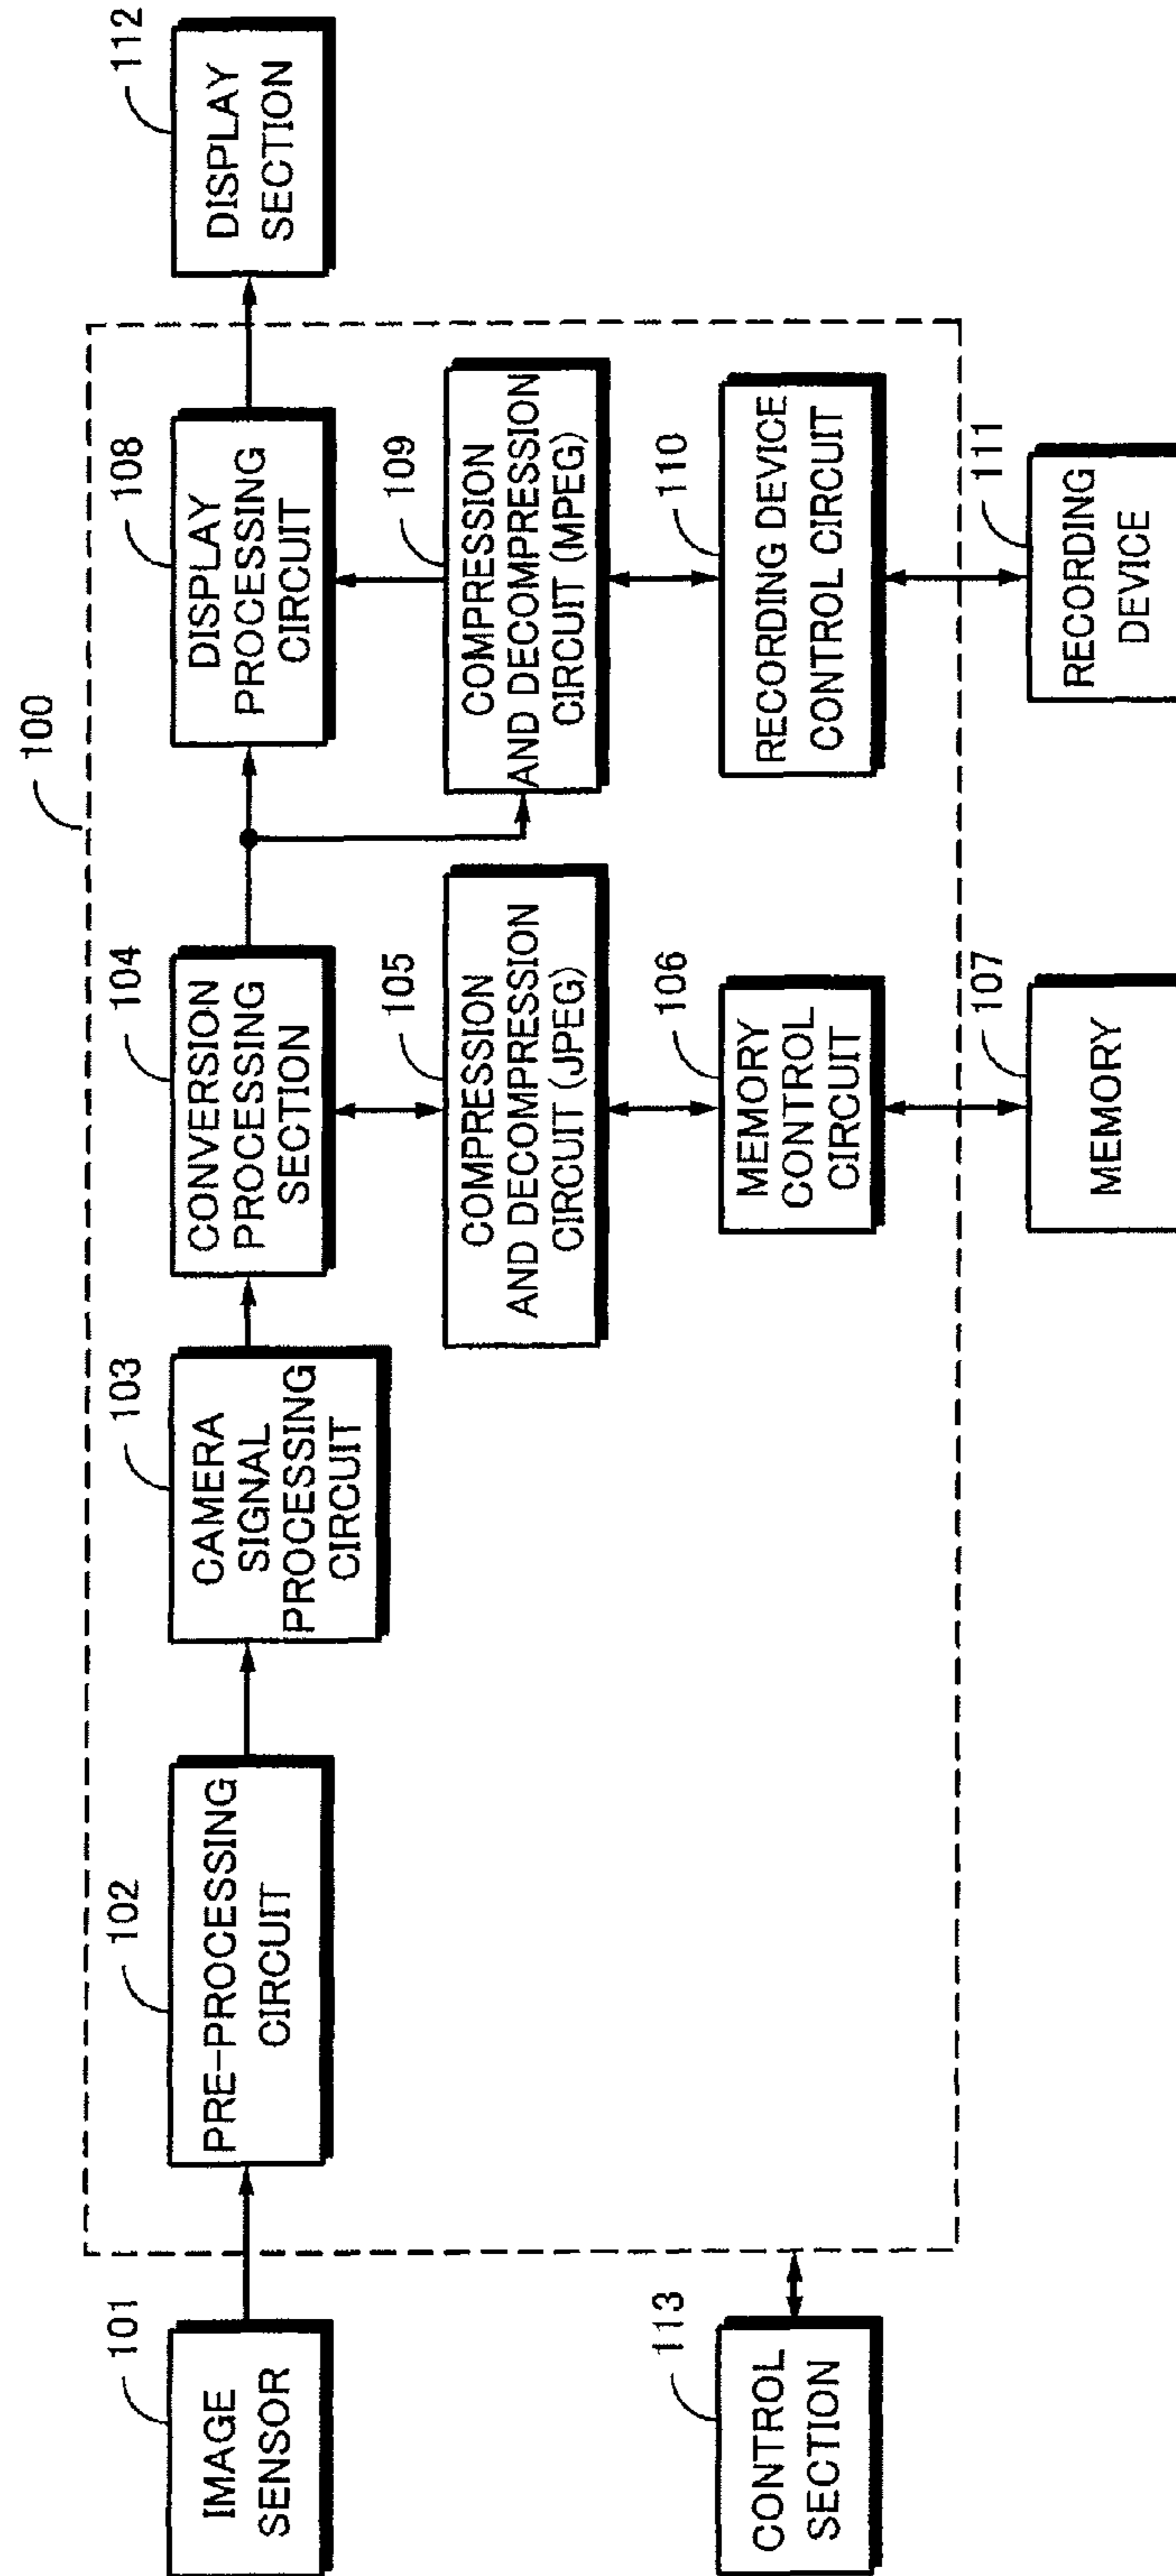 100
101
IMAGE
SENSOR
102
PRE-PROCESSING
CIRCUIT
103
CAMERA
SIGNAL
PROCESSING
CIRCUIT
104
CONVERSION
PROCESSING
SECTION
108
DISPLAY
PROCESSING
CIRCUIT
112
DISPLAY
SECTION
105
COMPRESSION
AND DECOMPRESSION
CIRCUIT (JPEG)
109
COMPRESSION
AND DECOMPRESSION
CIRCUIT (MPEG)
113
CONTROL
SECTION
106
MEMORY
CONTROL
CIRCUIT
110
RECORDING DEVICE
CONTROL CIRCUIT
107
MEMORY
111
RECORDING
DEVICE